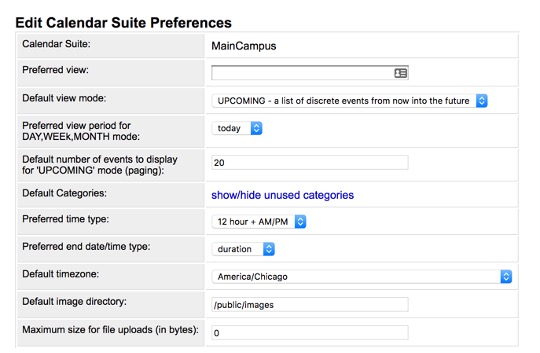 Edit Calendar Suite Preferences
Calendar Suite: MainCampus
Preferred view:
Default view mode: UPCOMING - a list of discrete events from now into the future
Preferred view period for
DAY,WEEk,MONTH mode: today
Default number of events to display
for 'UPCOMING' mode (paging): 20
Default Categories: show/hide unused categories
Preferred time type: 12 hour + AM/PM
Preferred end date/time type: duration
Default timezone: America/Chicago
Default image directory: /public/images
Maximum size for file uploads (in bytes): 0